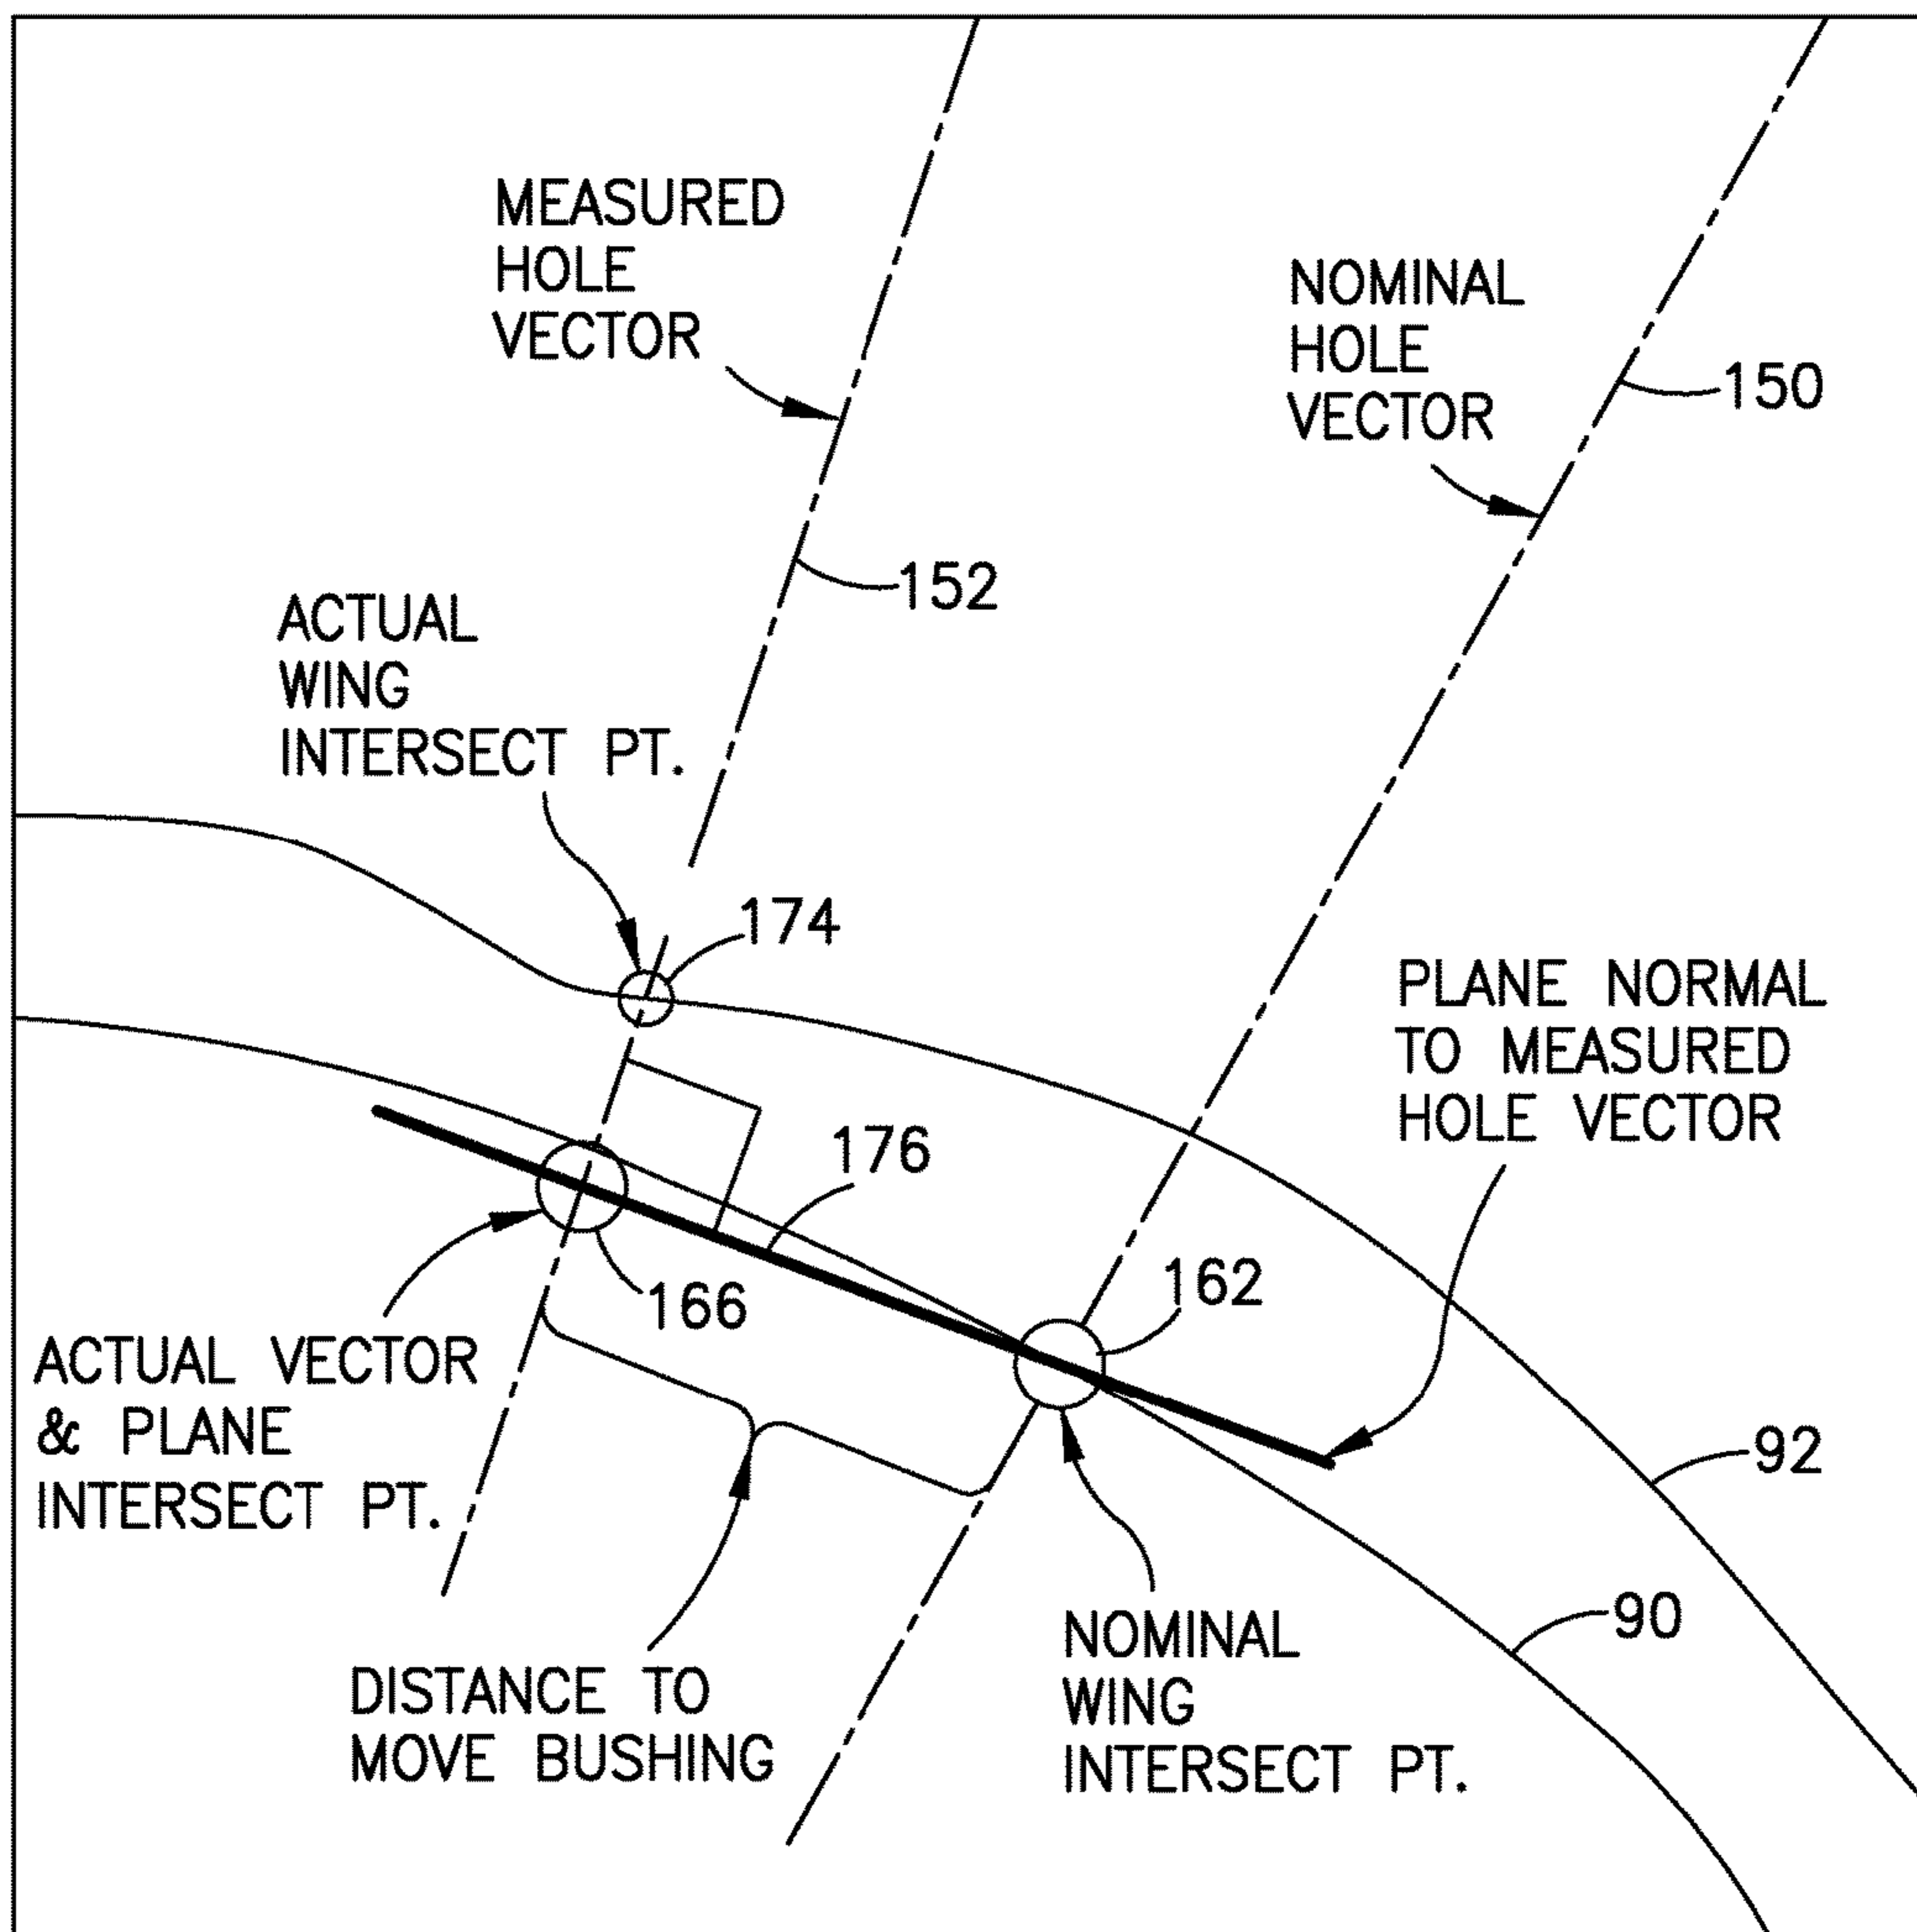 MEASURED
HOLE
VECTOR
NOMINAL
HOLE
VECTOR
150
152
ACTUAL
WING
INTERSECT PT.
174
PLANE NORMAL
TO MEASURED
HOLE VECTOR
176
162
166
ACTUAL VECTOR
& PLANE
INTERSECT PT.
92
90
NOMINAL
WING
INTERSECT PT.
DISTANCE TO
MOVE BUSHING